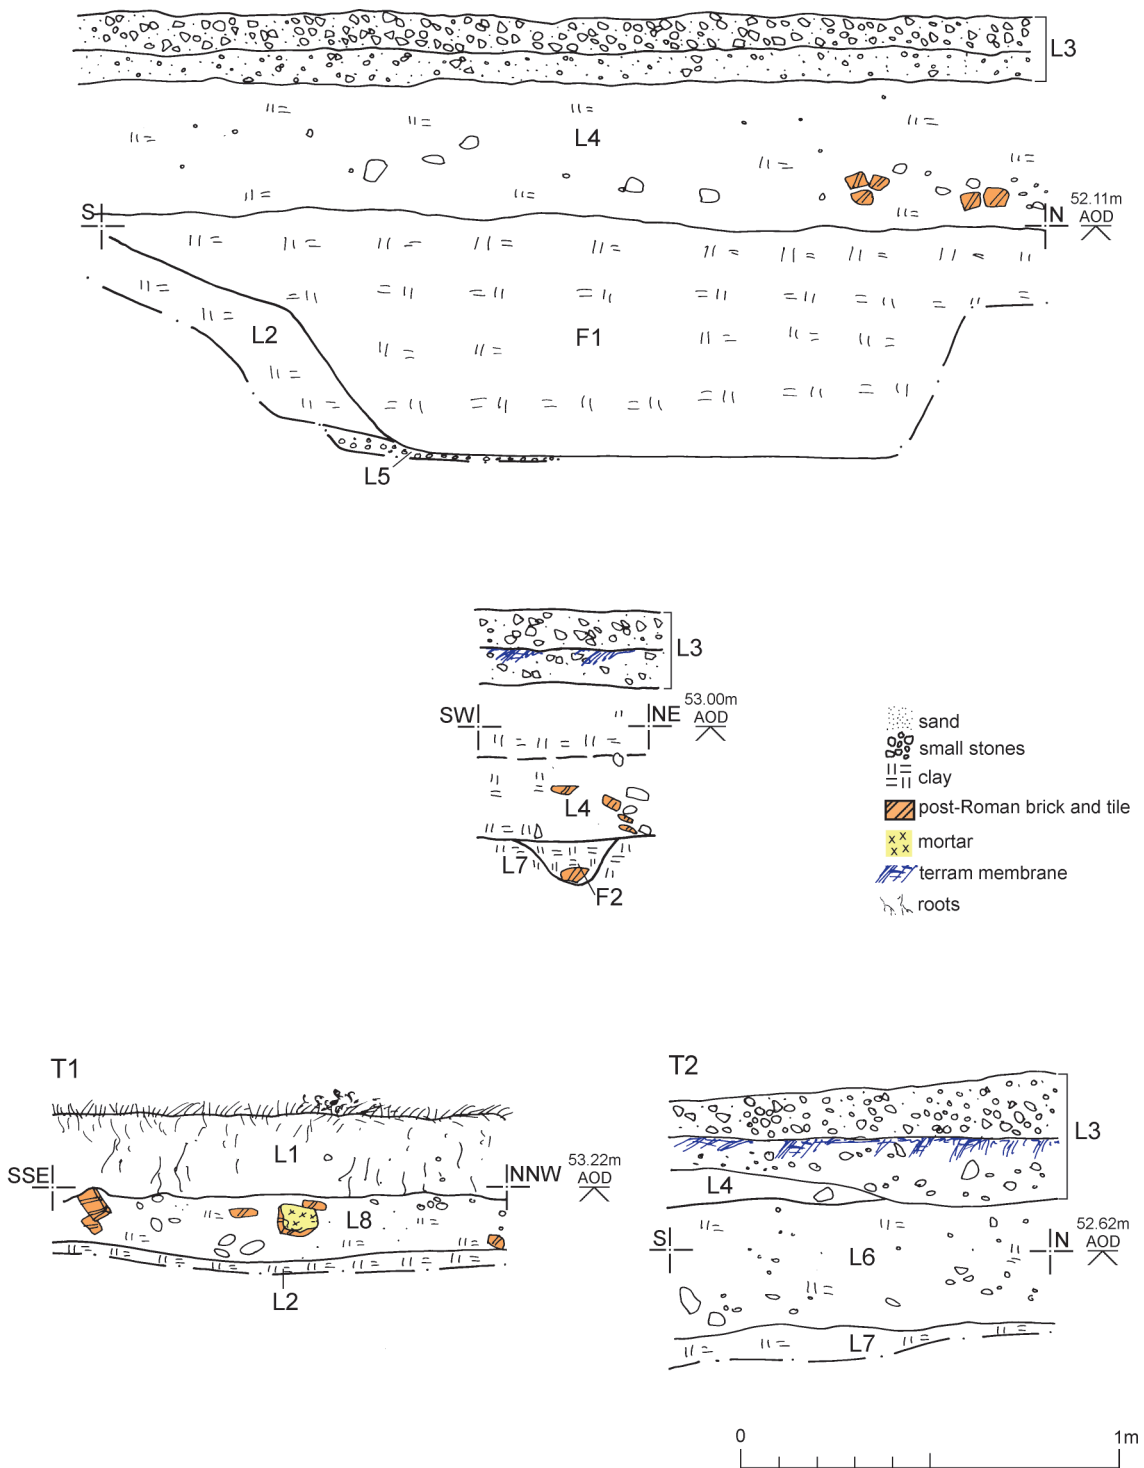 L3
L4
S
N
52.11m
AOD
L2
F1
L5
L3
SW
NE
53.00m
AOD
L4
L7
F2
sand
small stones
clay
post-Roman brick and tile
mortar
terram membrane
roots
T1
L1
SSE
NNNW
53.22m
AOD
L8
L2
T2
L3
L4
S
N
52.62m
AOD
L6
L7
0
1m